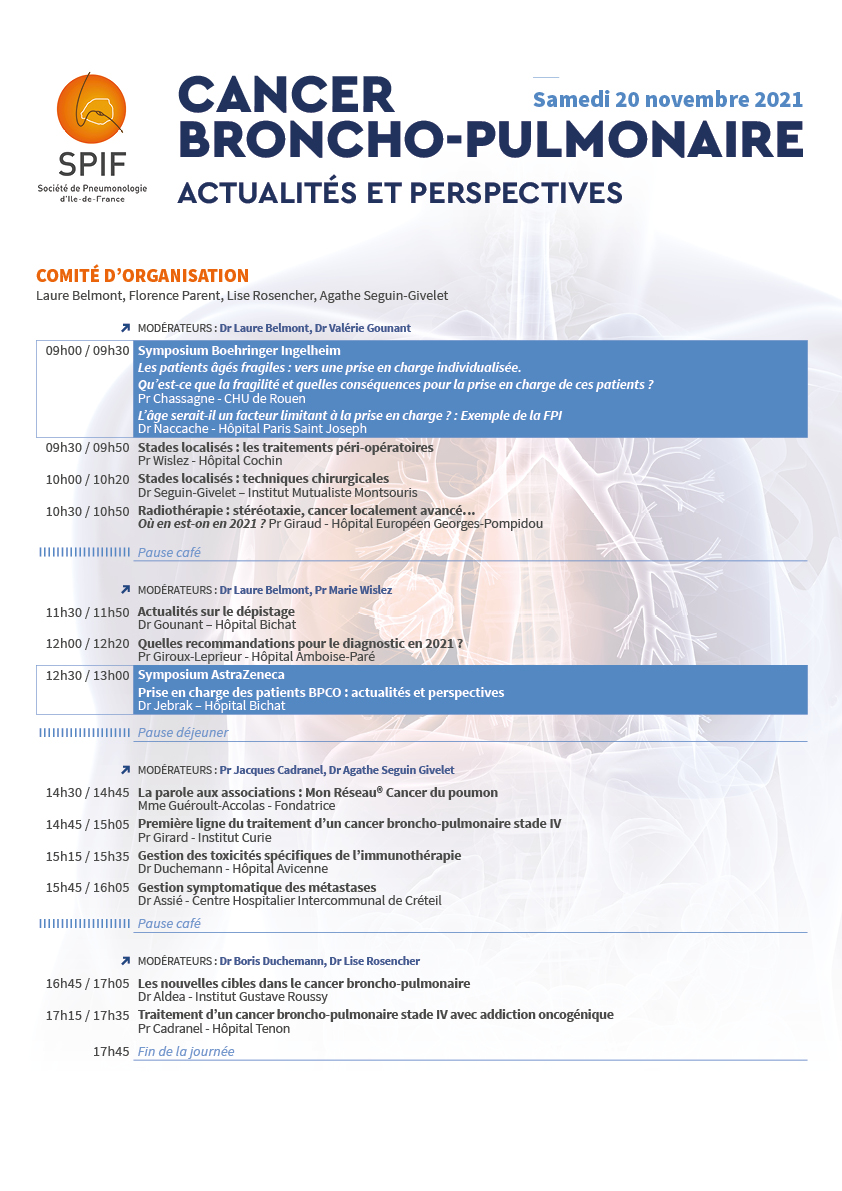 SPIF
Société de Pneumonologie
d'Ile-de-France
CANCER
Samedi 20 novembre 2021
BRONCHO-PULMONAIRE
ACTUALITÉS ET PERSPECTIVES
COMITÉ D'ORGANISATION
Laure Belmont, Florence Parent, Lise Rosencher, Agathe Seguin-Givelet
MODÉRATEURS : Dr Laure Belmont, Dr Valérie Gounant
09h00 / 09h30 Symposium Boehringer Ingelheim
Les patients âgés fragiles : vers une prise en charge individualisée.
Qu'est-ce que la fragilité et quelles conséquences pour la prise en charge de ces patients ?
Pr Chassagne - CHU de Rouen
L'âge serait-il un facteur limitant à la prise en charge ? : Exemple de la FPI
Dr Naccache - Hôpital Paris Saint Joseph
09h30 / 09h50 Stades localisés : les traitements péri-opératoires
Pr Wislez - Hôpital Cochin
10h00 / 10h20 Stades localisés : techniques chirurgicales
Dr Seguin-Givelet – Institut Mutualiste Montsouris
10h30 / 10h50 Radiothérapie : stéréotaxie, cancer localement avancé…
Où en est-on en 2021 ? Pr Giraud - Hôpital Européen Georges-Pompidou
Pause café
MODÉRATEURS : Dr Laure Belmont, Pr Marie Wislez
11h30 / 11h50 Actualités sur le dépistage
Dr Gounant – Hôpital Bichat
12h00 / 12h20 Quelles recommandations pour le diagnostic en 2021 ?
Pr Giroux-Leprieur - Hôpital Amboise-Paré
12h30 / 13h00 Symposium AstraZeneca
Prise en charge des patients BPCO : actualités et perspectives
Dr Jebrak – Hôpital Bichat
Pause déjeuner
MODÉRATEURS : Pr Jacques Cadranel, Dr Agathe Seguin Givelet
14h30 / 14h45 La parole aux associations : Mon Réseau® Cancer du poumon
Mme Guéroult-Accolas - Fondatrice
14h45 / 15h05 Première ligne du traitement d'un cancer broncho-pulmonaire stade IV
Pr Girard - Institut Curie
15h15 / 15h35 Gestion des toxicités spécifiques de l'immunothérapie
Dr Duchemann - Hôpital Avicenne
15h45 / 16h05 Gestion symptomatique des métastases
Dr Assié - Centre Hospitalier Intercommunal de Créteil
Pause café
MODÉRATEURS : Dr Boris Duchemann, Dr Lise Rosencher
16h45 / 17h05 Les nouvelles cibles dans le cancer broncho-pulmonaire
Dr Aldea - Institut Gustave Roussy
17h15 / 17h35 Traitement d'un cancer broncho-pulmonaire stade IV avec addiction oncogénique
Pr Cadranel - Hôpital Tenon
17h45 Fin de la journée